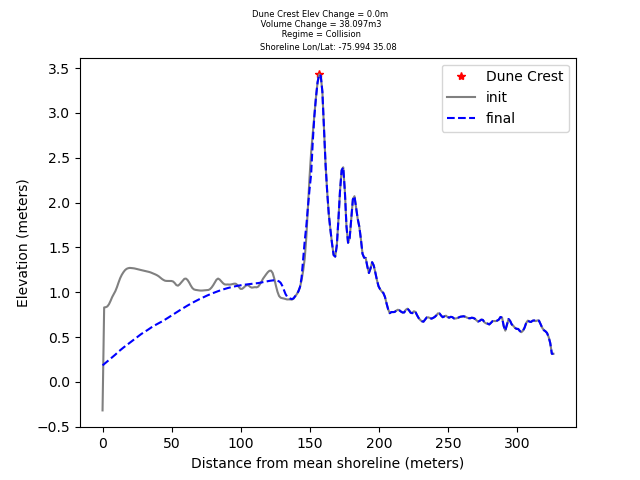 Dune Crest Elev Change = 0.0m
Volume Change = 38.097m3
Regime = Collision
Shoreline Lon/Lat: -75.994 35.08
Dune Crest
init
final
3.5
3.0
2.5
2.0
1.5
1.0
0.5
0.0
−0.5
Elevation (meters)
0 50 100 150 200 250 300
Distance from mean shoreline (meters)